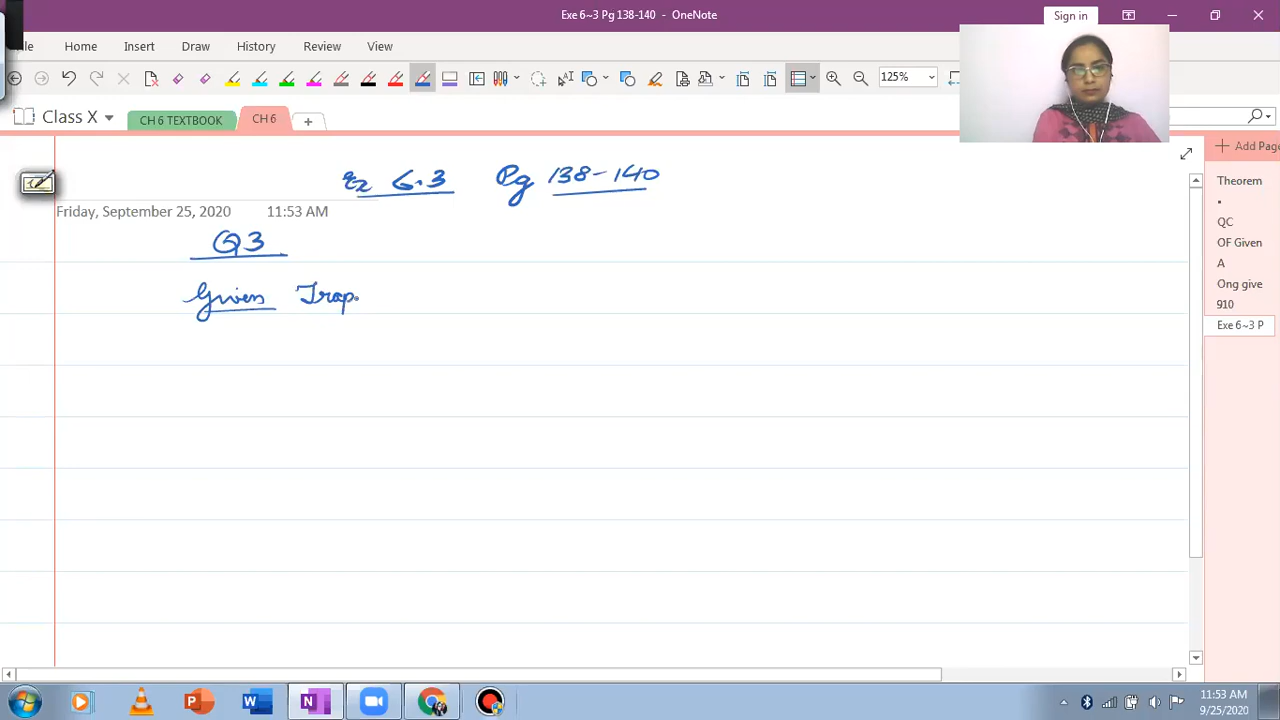 Exe 6~3 Pg 138-140 - OneNote
Sign in
Home Insert Draw History Review View
125%
Class X
CH 6 TEXTBOOK
CH 6
Add Page
Ex 6.3 Pg 138-140
Friday, September 25, 2020 11:53 AM
Q3
Given Trap.
Theorem
QC
OF Given
A
Ong give
910
Exe 6~3 P
11:53 AM
9/25/2020